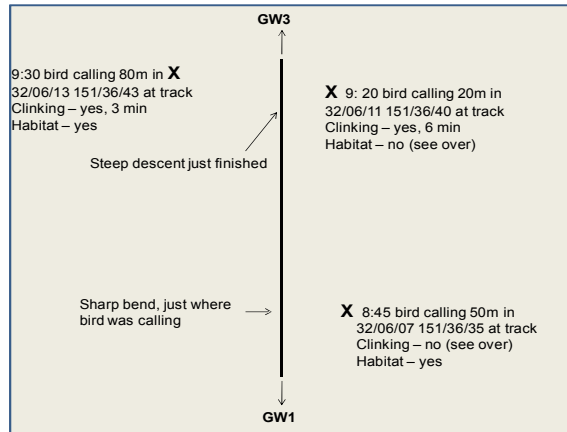 GW3
9:30 bird calling 80m in X
32/06/13 151/36/43 at track
Clinking – yes, 3 min
Habitat – yes
X 9: 20 bird calling 20m in
32/06/11 151/36/40 at track
Clinking – yes, 6 min
Habitat – no (see over)
Steep descent just finished
Sharp bend, just where
bird was calling
X 8:45 bird calling 50m in
32/06/07 151/36/35 at track
Clinking – no (see over)
Habitat – yes
GW1